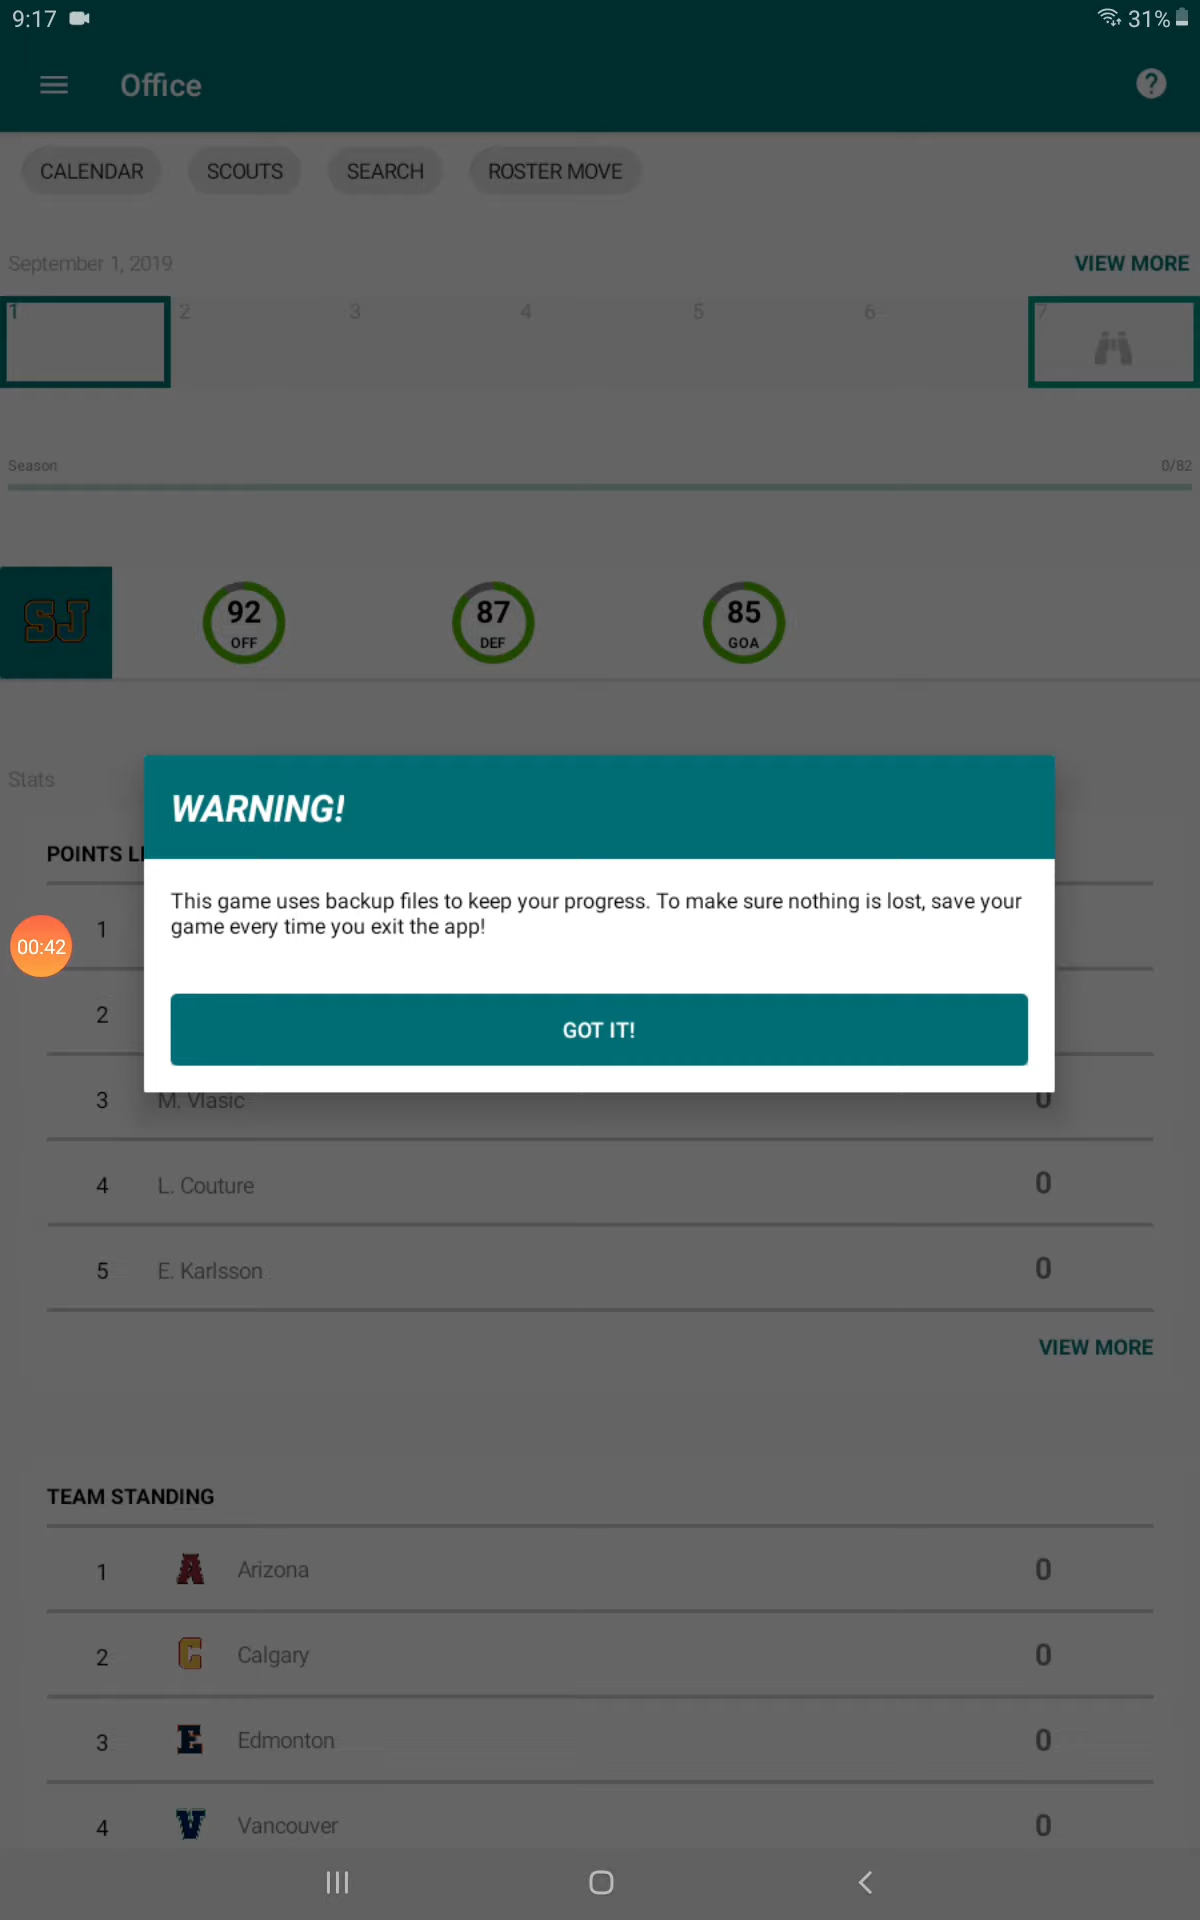 9:17
31%
Office
?
CALENDAR SCOUTS SEARCH ROSTER MOVE
September 1, 2019 VIEW MORE
1 2 3 4 5 6 7
Season 0/82
SJ
92 OFF
87 DEF
85 GOA
Stats
WARNING!
This game uses backup files to keep your progress. To make sure nothing is lost, save your
game every time you exit the app!
GOT IT!
POINTS
00:42
1
2
3 M. Vlasic 0
4 L. Couture 0
5 E. Karlsson 0
VIEW MORE
TEAM STANDING
1 A Arizona 0
2 C Calgary 0
3 E Edmonton 0
4 V Vancouver 0